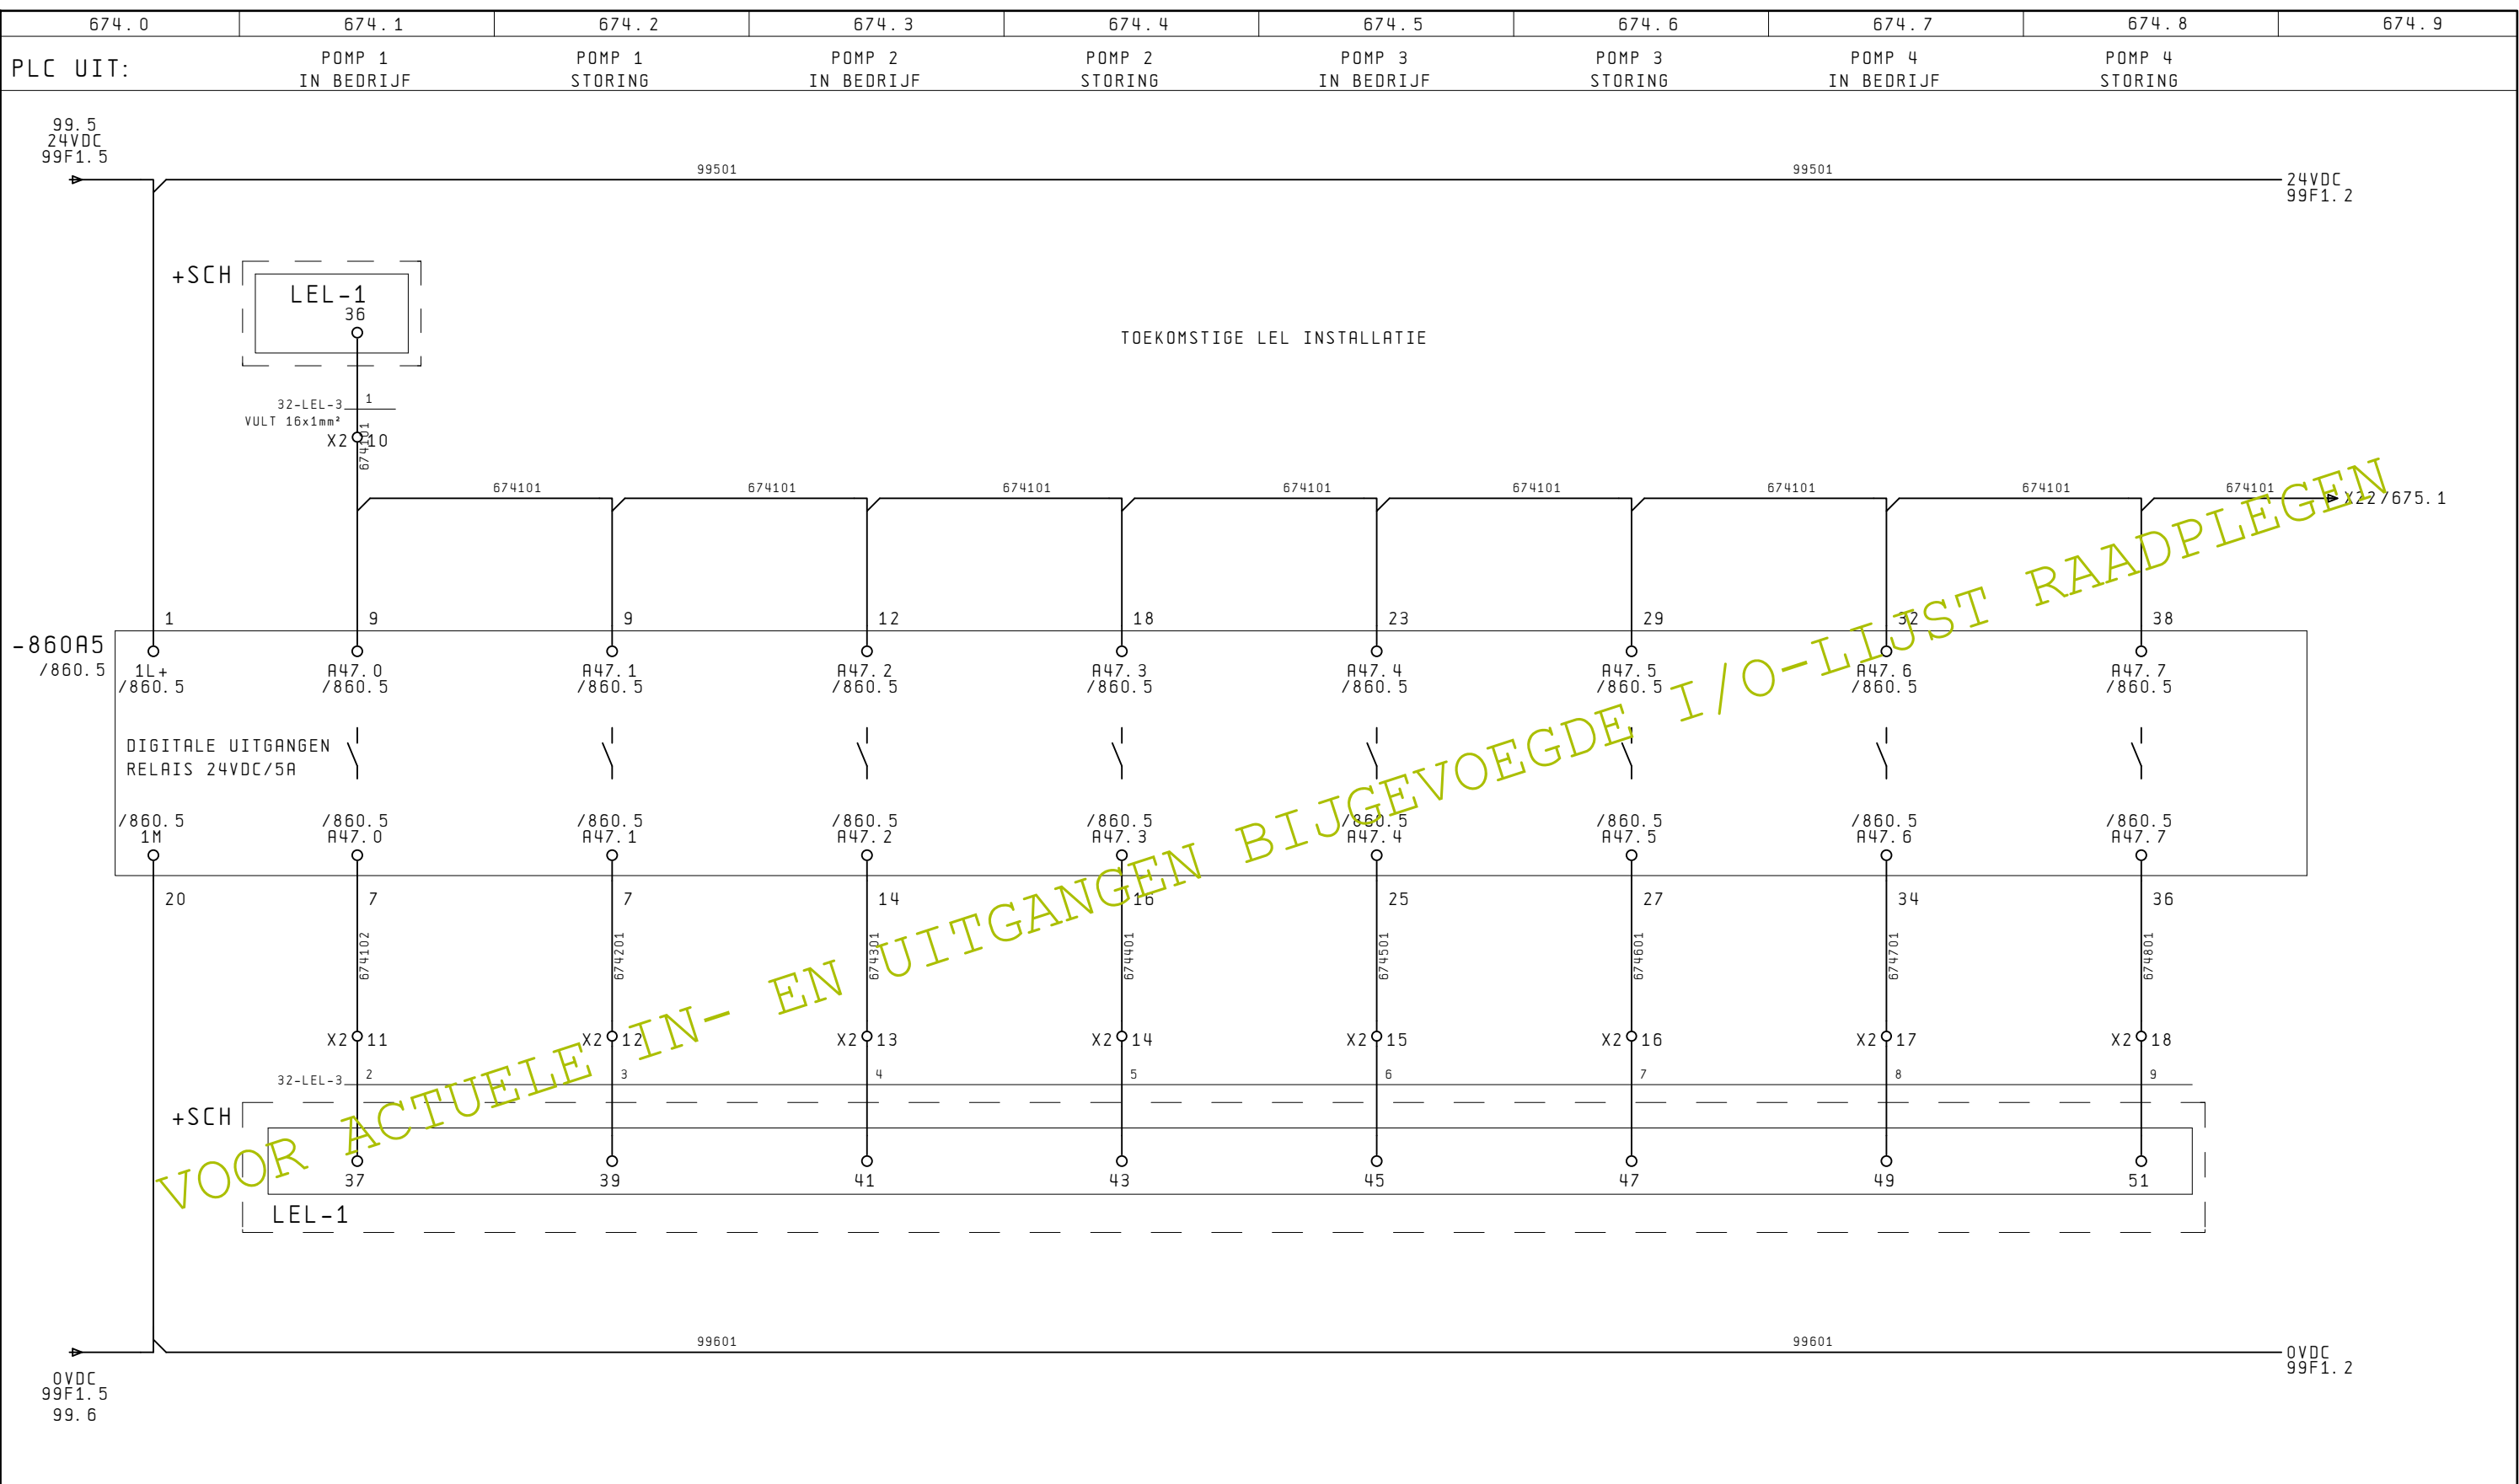 674.0 674.1 674.2 674.3 674.4 674.5 674.6 674.7 674.8 674.9
PLC UIT:
POMP 1 POMP 1 POMP 2 POMP 2 POMP 3 POMP 3 POMP 4 POMP 4
IN BEDRIJF STORING IN BEDRIJF STORING IN BEDRIJF STORING IN BEDRIJF STORING
99.5
24VDC
99F1.5
99501 99501
24VDC
99F1.2
+SCH
LEL-1
36
TOEKOMSTIGE LEL INSTALLATIE
32-LEL-3 1
VULT 16x1mm²
X2 10
674101
674101 674101 674101 674101 674101 674101 674101 674101
X22/675.1
1 9 9 12 18 23 29 32 38
-860A5
/860.5
1L+ A47.0 A47.1 A47.2 A47.3 A47.4 A47.5 A47.6 A47.7
/860.5 /860.5 /860.5 /860.5 /860.5 /860.5 /860.5 /860.5 /860.5
DIGITALE UITGANGEN
RELAIS 24VDC/5A
/860.5 /860.5 /860.5 /860.5 /860.5 /860.5 /860.5 /860.5 /860.5
1M A47.0 A47.1 A47.2 A47.3 A47.4 A47.5 A47.6 A47.7
20 7 7 14 16 25 27 34 36
674102 674201 674301 674401 674501 674601 674701 674801
X2 11 X2 12 X2 13 X2 14 X2 15 X2 16 X2 17 X2 18
32-LEL-3 2 3 4 5 6 7 8 9
+SCH
37 39 41 43 45 47 49 51
LEL-1
VOOR ACTUELE IN- EN UITGANGEN BIJGEVOEGDE I/O-LIJST RAADPLEGEN
99601 99601
0VDC
99F1.2
0VDC
99F1.5
99.6